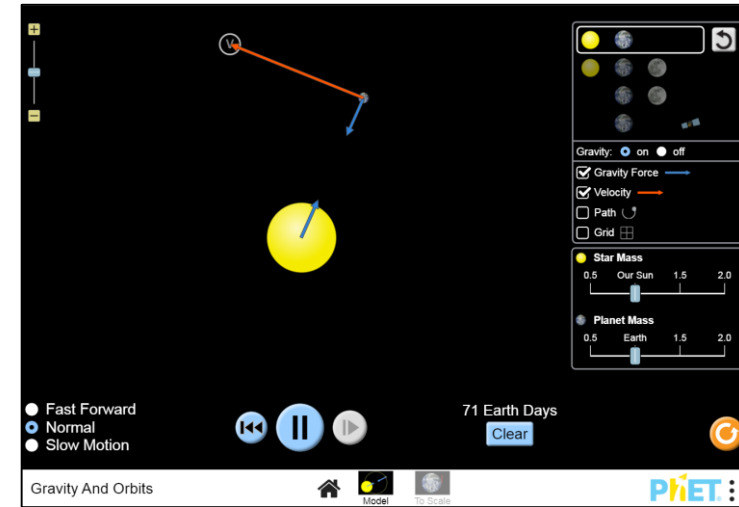 V
Gravity: on off
Gravity Force
Velocity
Path
Grid
Star Mass
0.5 Our Sun 1.5 2.0
Planet Mass
0.5 Earth 1.5 2.0
Fast Forward
Normal
Slow Motion
71 Earth Days
Clear
Gravity And Orbits
Model
To Scale
PhET